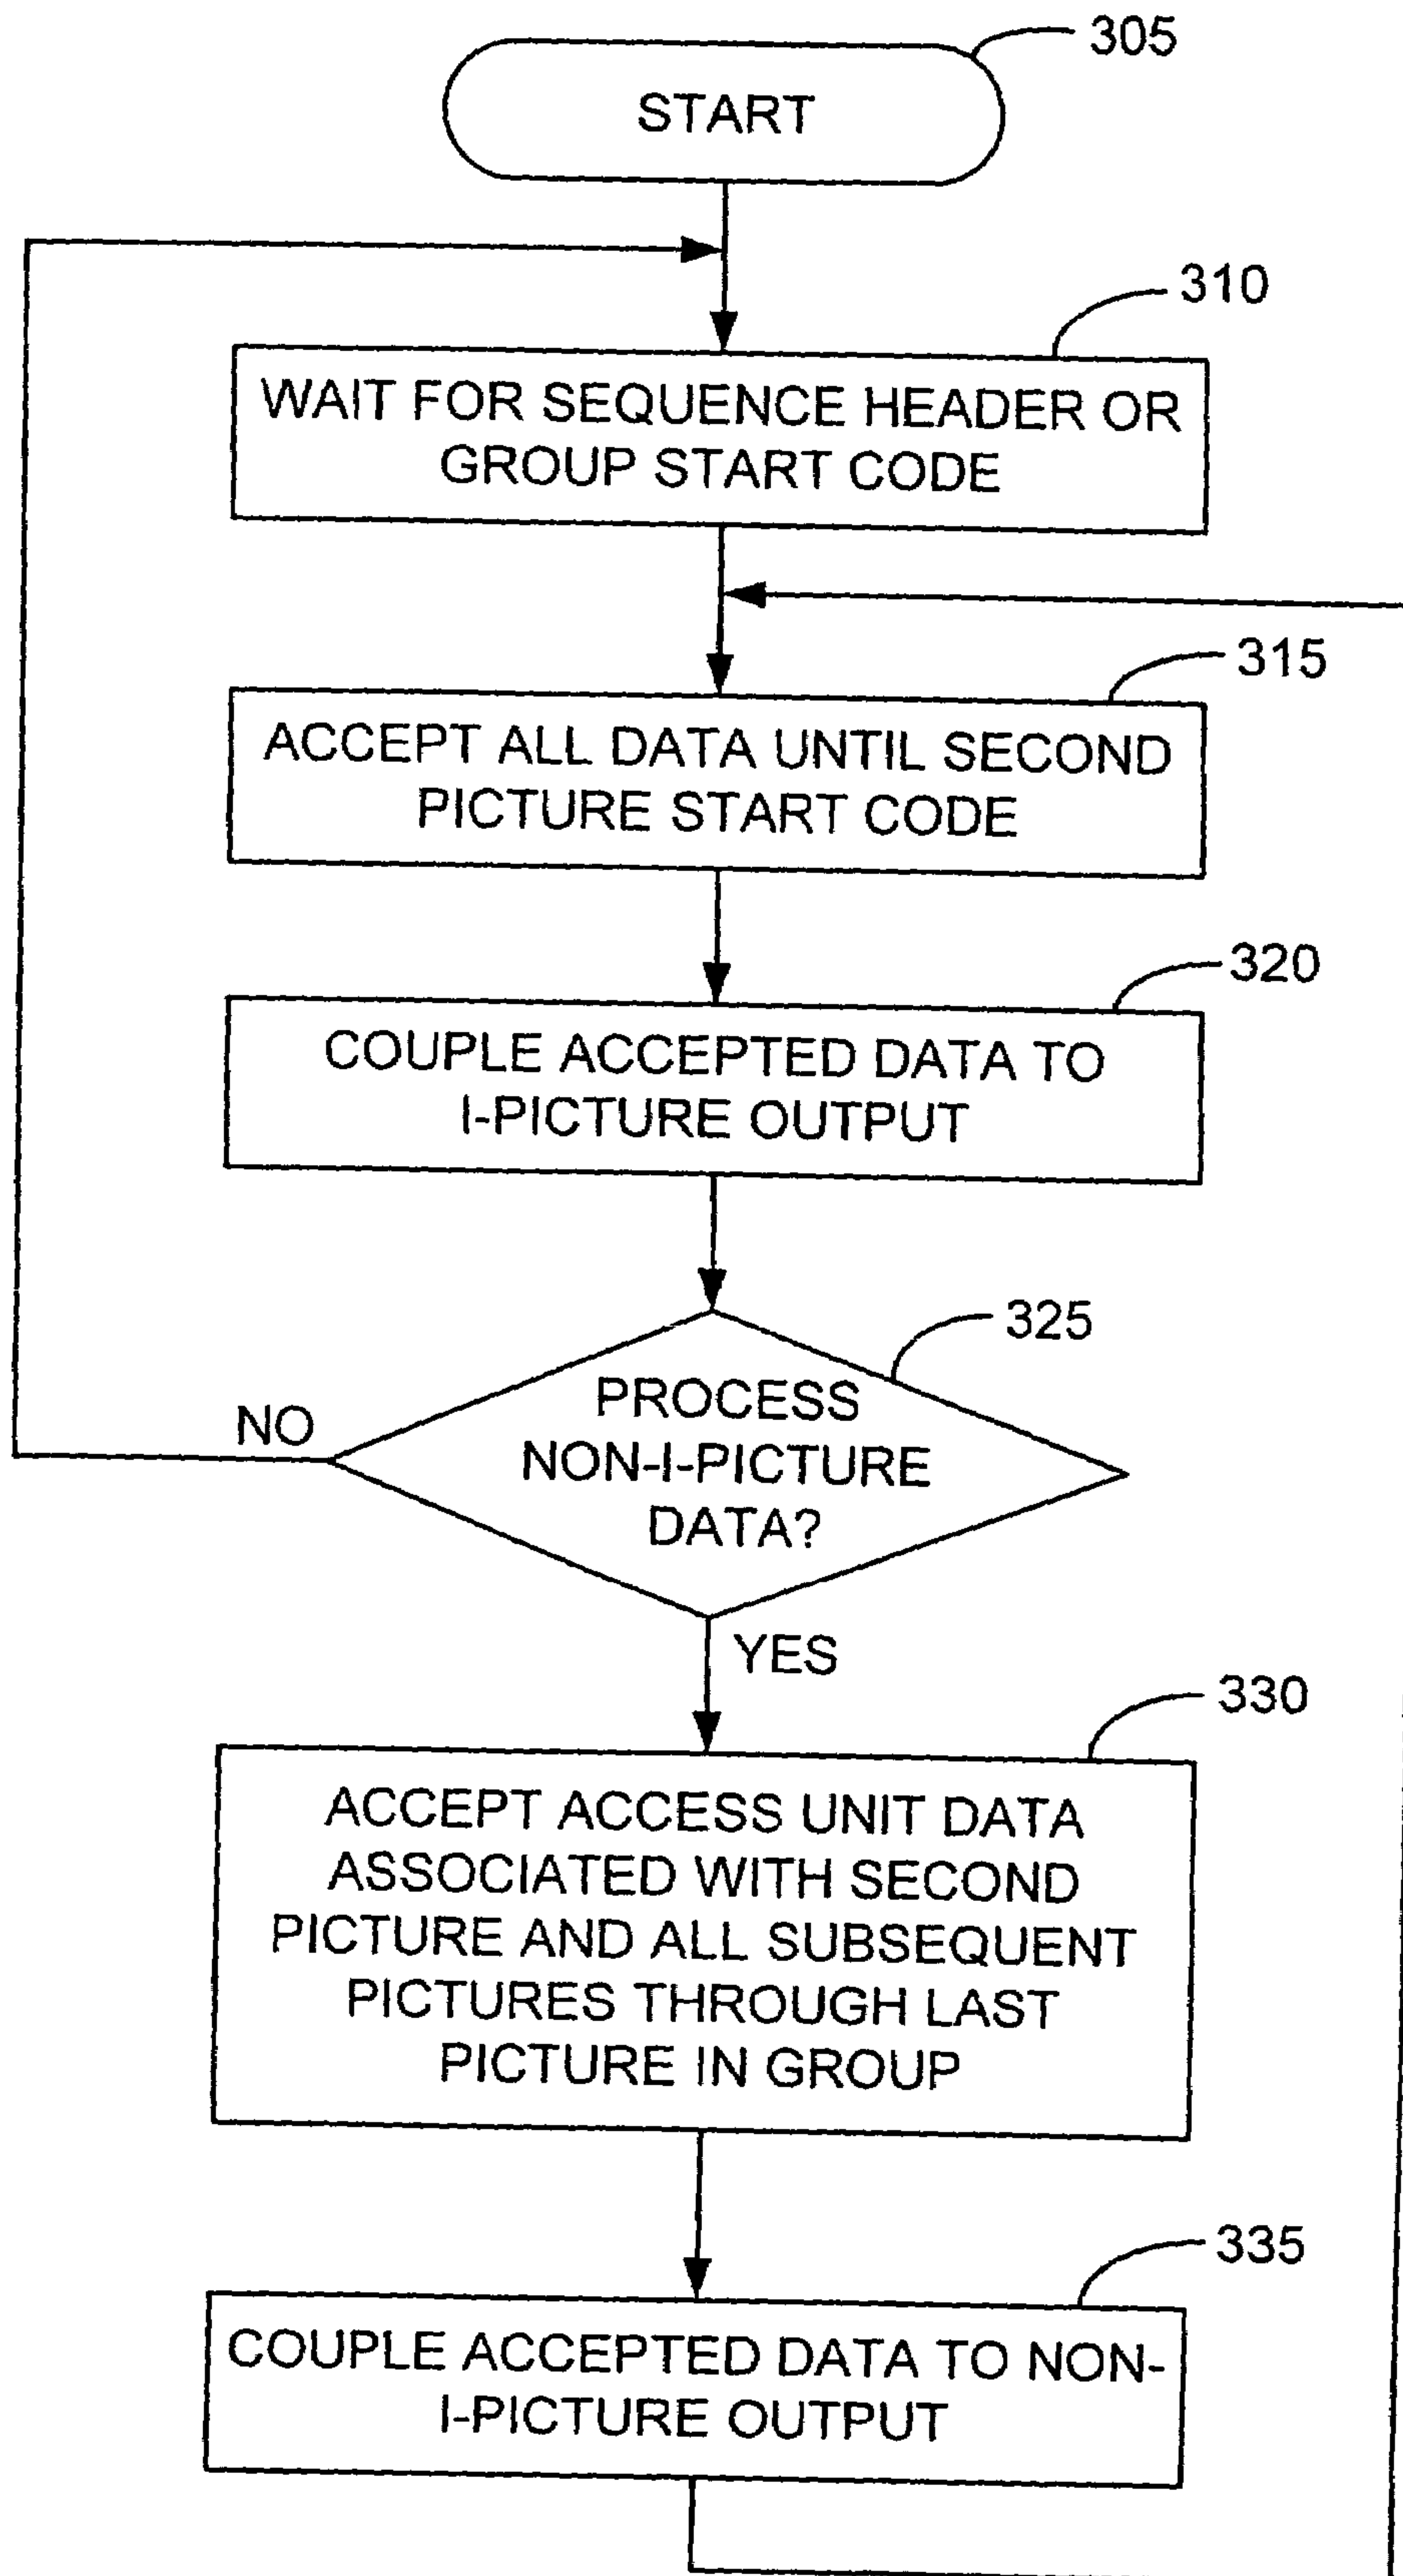 305
START
310
WAIT FOR SEQUENCE HEADER OR
GROUP START CODE
315
ACCEPT ALL DATA UNTIL SECOND
PICTURE START CODE
320
COUPLE ACCEPTED DATA TO
I-PICTURE OUTPUT
325
PROCESS
NON-I-PICTURE
DATA?
NO
YES
330
ACCEPT ACCESS UNIT DATA
ASSOCIATED WITH SECOND
PICTURE AND ALL SUBSEQUENT
PICTURES THROUGH LAST
PICTURE IN GROUP
335
COUPLE ACCEPTED DATA TO NON-
I-PICTURE OUTPUT